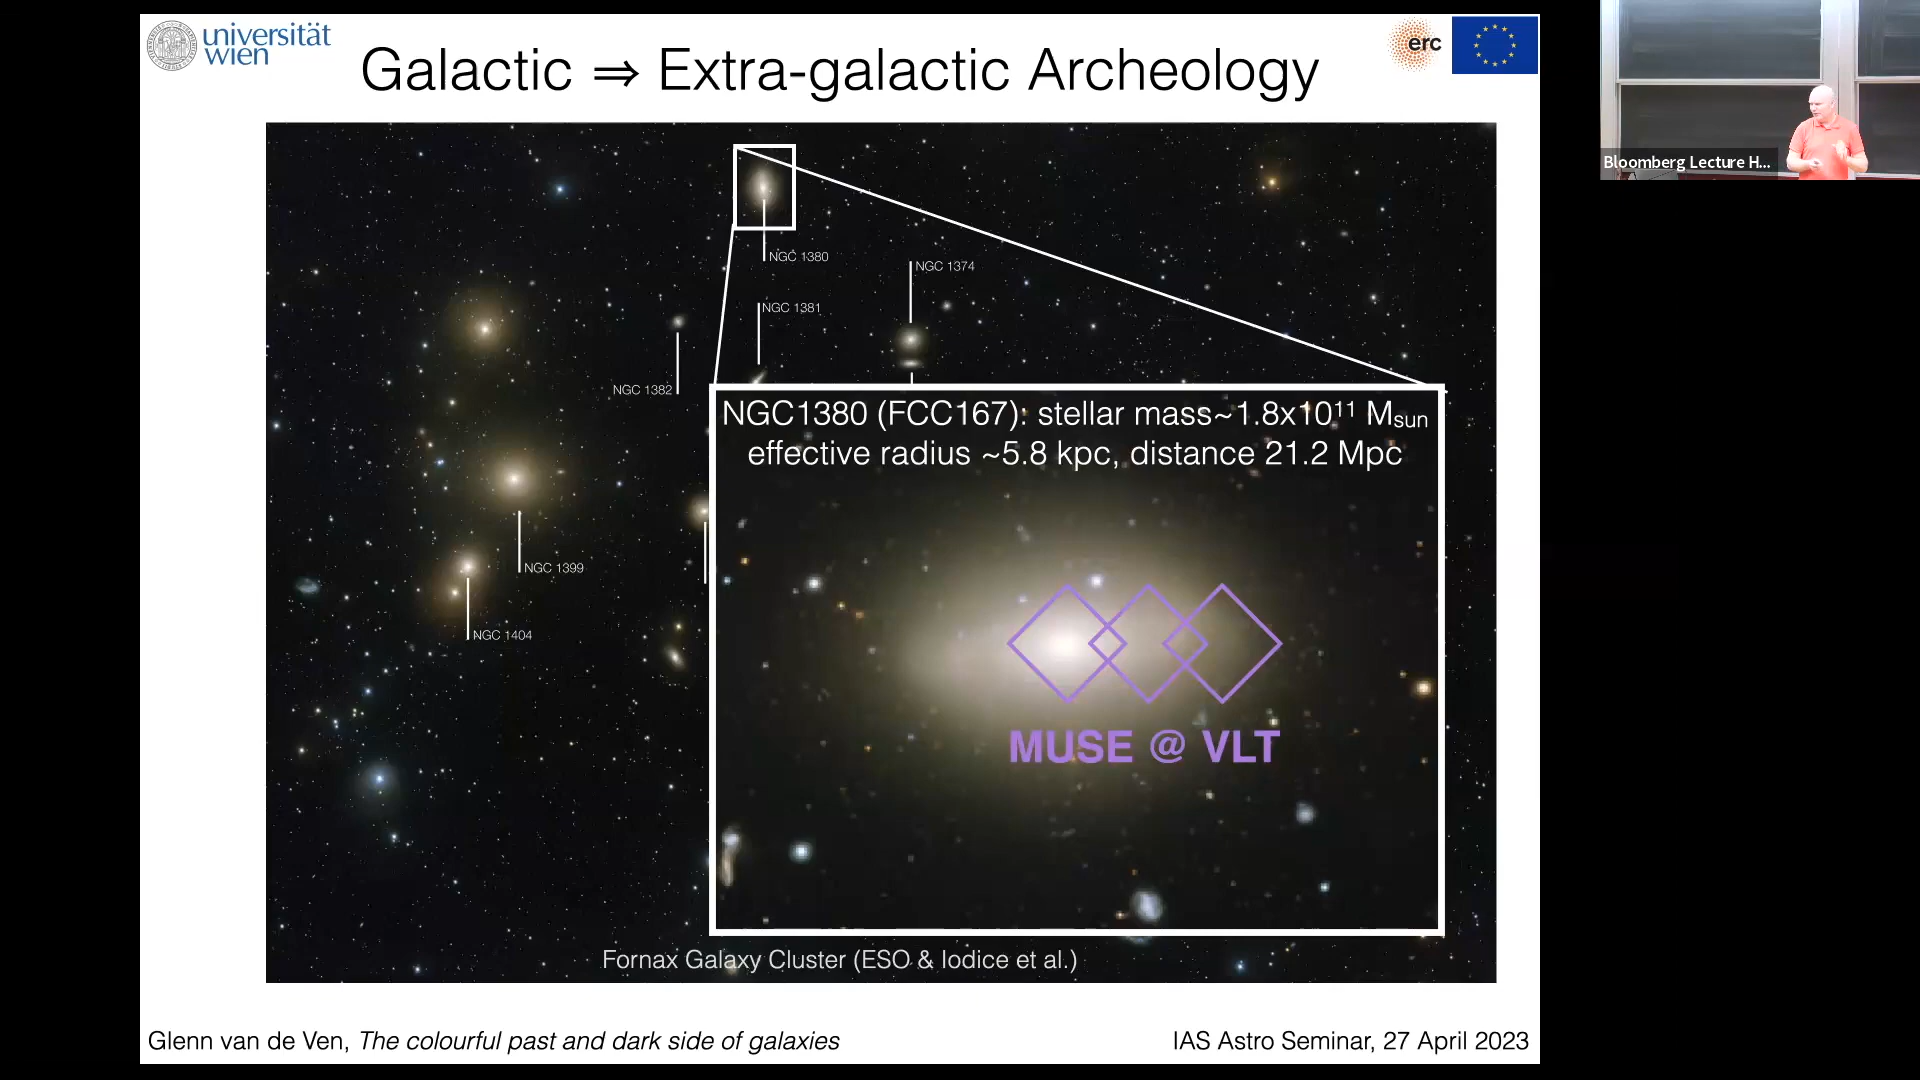 universität
wien
Galactic ⇒ Extra-galactic Archeology
erc
Bloomberg Lecture H...
NGC 1380
NGC 1374
NGC 1381
NGC 1382
NGC1380 (FCC167): stellar mass~1.8x10¹¹ Msun
effective radius ~5.8 kpc, distance 21.2 Mpc
NGC 1399
NGC 1404
MUSE @ VLT
Fornax Galaxy Cluster (ESO & Iodice et al.)
Glenn van de Ven, The colourful past and dark side of galaxies
IAS Astro Seminar, 27 April 2023